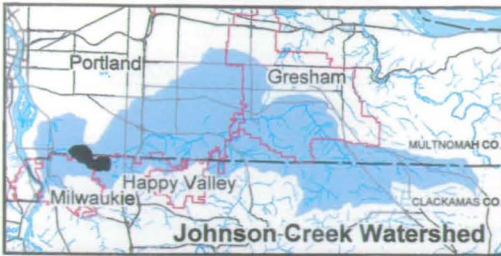 Portland
Gresham
MULTNOMAH CO.
Happy Valley
Milwaukie
CLACKAMAS CO.
Johnson Creek Watershed